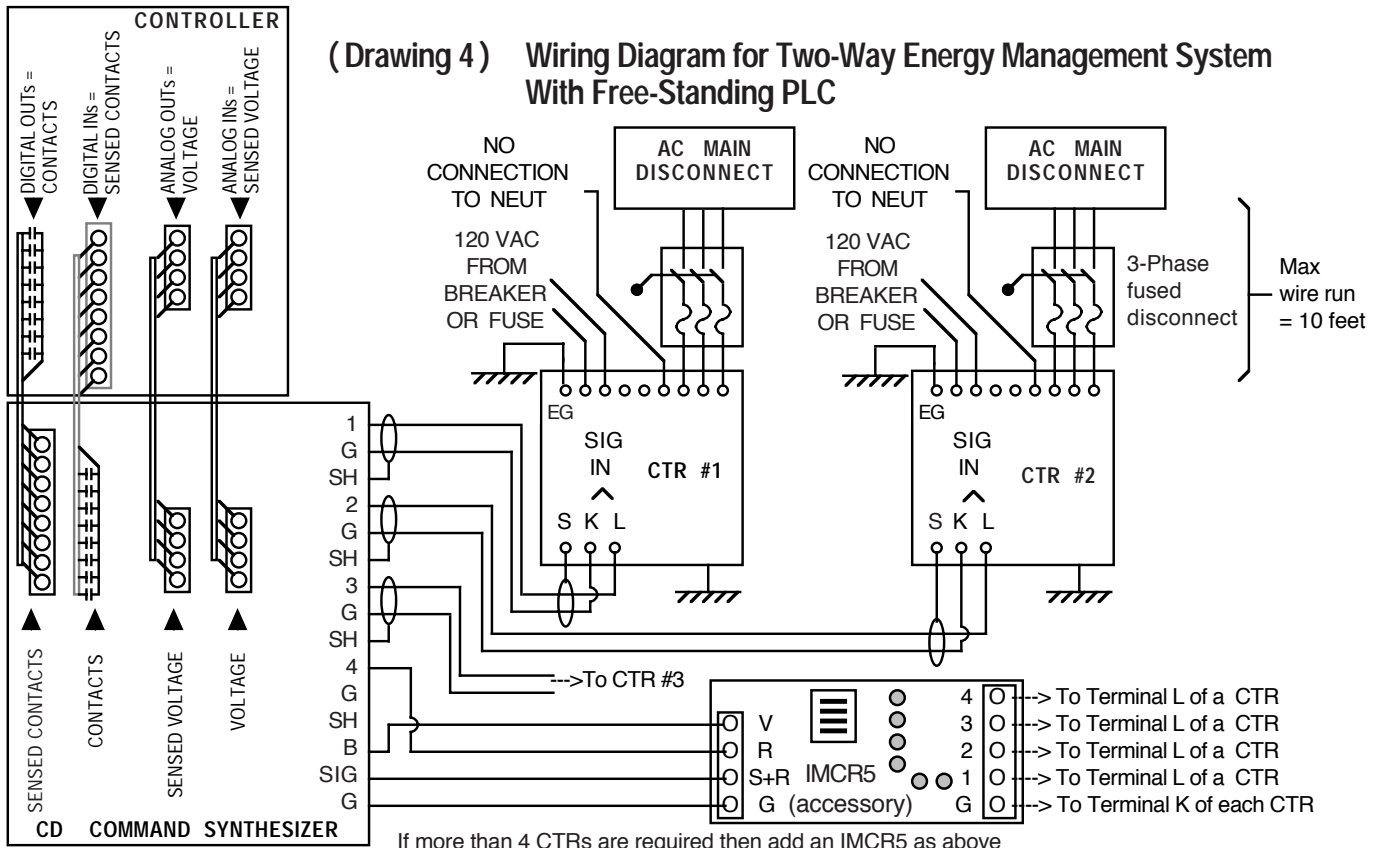 CONTROLLER
( Drawing 4 ) Wiring Diagram for Two-Way Energy Management System
With Free-Standing PLC
DIGITAL OUTs =
CONTACTS
DIGITAL INs =
SENSED CONTACTS
ANALOG OUTs =
VOLTAGE
ANALOG INs =
SENSED VOLTAGE
NO
CONNECTION
TO NEUT
AC MAIN
DISCONNECT
120 VAC
FROM
BREAKER
OR FUSE
NO
CONNECTION
TO NEUT
AC MAIN
DISCONNECT
120 VAC
FROM
BREAKER
OR FUSE
3-Phase
fused
disconnect
Max
wire run
= 10 feet
EG
SIG
IN
CTR #1
S K L
EG
SIG
IN
CTR #2
S K L
1
G
SH
2
G
SH
3
G
SH
4
G
SH
B
SIG
G
SENSED CONTACTS
CONTACTS
SENSED VOLTAGE
VOLTAGE
CD COMMAND SYNTHESIZER
--->To CTR #3
V
R
S+R
G
IMCR5
(accessory)
4 O ---> To Terminal L of a CTR
3 O ---> To Terminal L of a CTR
2 O ---> To Terminal L of a CTR
1 O ---> To Terminal L of a CTR
G O ---> To Terminal K of each CTR
If more than 4 CTRs are required then add an IMCR5 as above